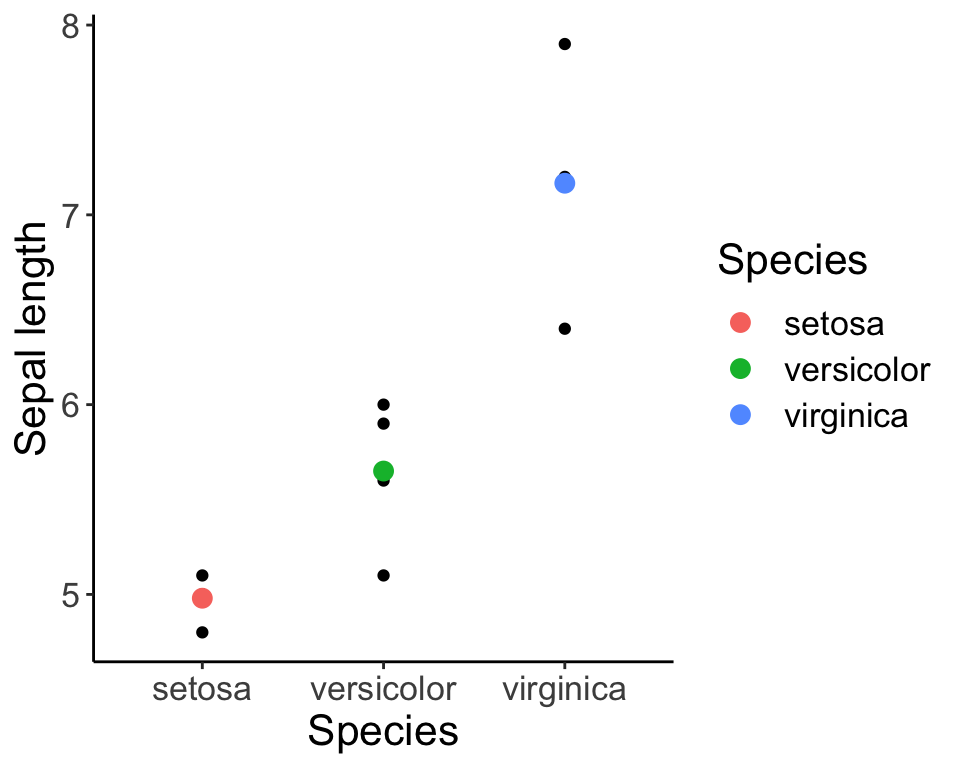 8
7
6
5
Sepal length
setosa
versicolor
virginica
Species
Species
setosa
versicolor
virginica